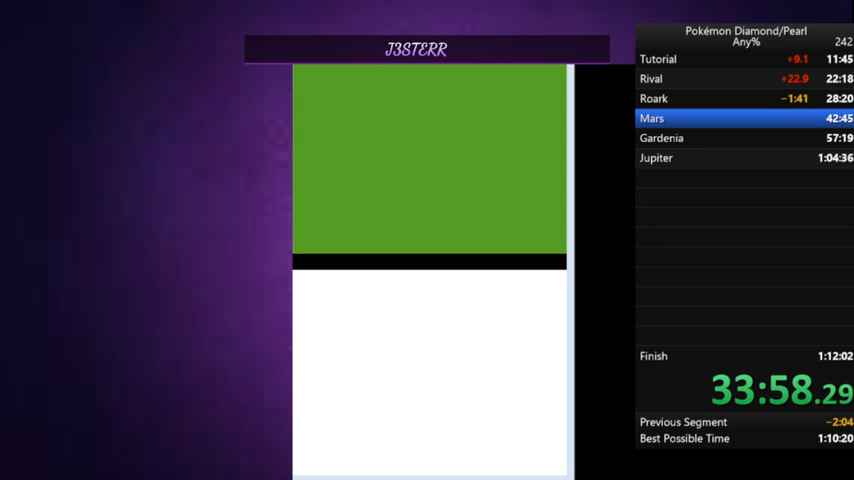 J3STERR
Pokémon Diamond/Pearl
Any% 242
Tutorial +9.1 11:45
Rival +22.9 22:18
Roark −1:41 28:20
Mars 42:45
Gardenia 57:19
Jupiter 1:04:36
Finish 1:12:02
33:58.29
Previous Segment −2:04
Best Possible Time 1:10:20